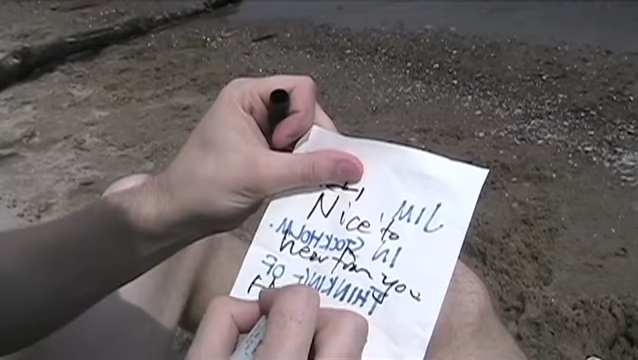 Nice to
hear from you
THINKING OF
IN STOCKHOLM.
JIM